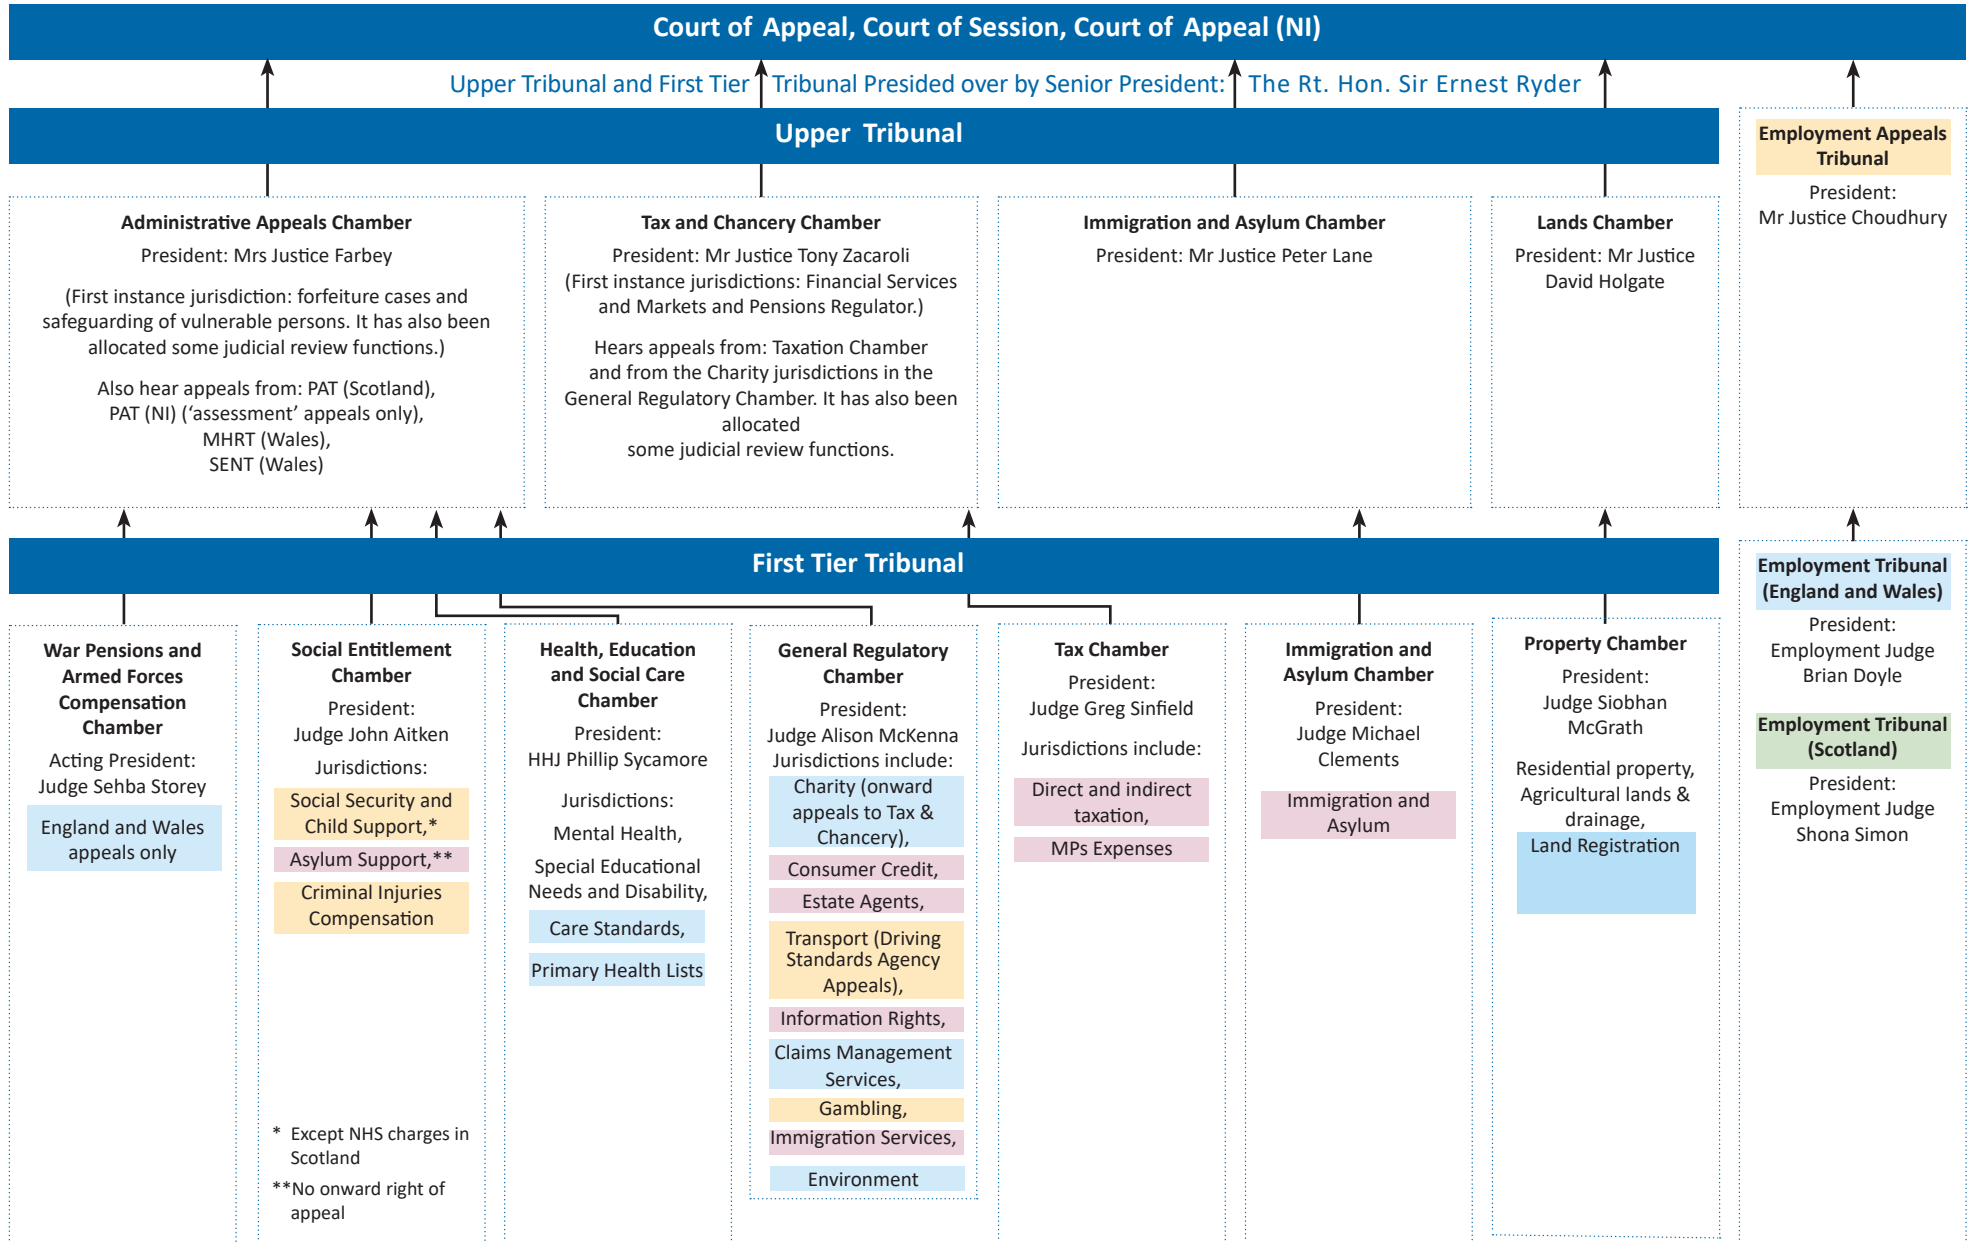 Court of Appeal, Court of Session, Court of Appeal (NI)
Upper Tribunal and First Tier Tribunal Presided over by Senior President: The Rt. Hon. Sir Ernest Ryder
Upper Tribunal
Employment Appeals
Tribunal
President:
Mr Justice Choudhury
Administrative Appeals Chamber
President: Mrs Justice Farbey
(First instance jurisdiction: forfeiture cases and
safeguarding of vulnerable persons. It has also been
allocated some judicial review functions.)
Also hear appeals from: PAT (Scotland),
PAT (NI) (‘assessment’ appeals only),
MHRT (Wales),
SENT (Wales)
Tax and Chancery Chamber
President: Mr Justice Tony Zacaroli
(First instance jurisdictions: Financial Services
and Markets and Pensions Regulator.)
Hears appeals from: Taxation Chamber
and from the Charity jurisdictions in the
General Regulatory Chamber. It has also been
allocated
some judicial review functions.
Immigration and Asylum Chamber
President: Mr Justice Peter Lane
Lands Chamber
President: Mr Justice
David Holgate
First Tier Tribunal
War Pensions and
Armed Forces
Compensation
Chamber
Acting President:
Judge Sehba Storey
England and Wales
appeals only
Social Entitlement
Chamber
President:
Judge John Aitken
Jurisdictions:
Social Security and
Child Support,*
Asylum Support,**
Criminal Injuries
Compensation
* Except NHS charges in
Scotland
**No onward right of
appeal
Health, Education
and Social Care
Chamber
President:
HHJ Phillip Sycamore
Jurisdictions:
Mental Health,
Special Educational
Needs and Disability,
Care Standards,
Primary Health Lists
General Regulatory
Chamber
President:
Judge Alison McKenna
Jurisdictions include:
Charity (onward
appeals to Tax &
Chancery),
Consumer Credit,
Estate Agents,
Transport (Driving
Standards Agency
Appeals),
Information Rights,
Claims Management
Services,
Gambling,
Immigration Services,
Environment
Tax Chamber
President:
Judge Greg Sinfield
Jurisdictions include:
Direct and indirect
taxation,
MPs Expenses
Immigration and
Asylum Chamber
President:
Judge Michael
Clements
Immigration and
Asylum
Property Chamber
President:
Judge Siobhan
McGrath
Residential property,
Agricultural lands &
drainage,
Land Registration
Employment Tribunal
(England and Wales)
President:
Employment Judge
Brian Doyle
Employment Tribunal
(Scotland)
President:
Employment Judge
Shona Simon